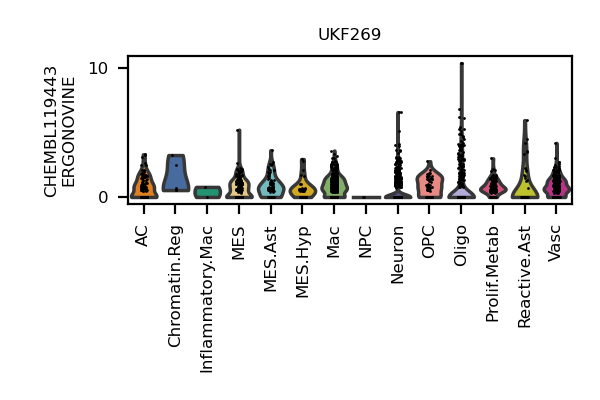 UKF269
CHEMBL119443
ERGONOVINE
10
0
AC
Chromatin.Reg
Inflammatory.Mac
MES
MES.Ast
MES.Hyp
Mac
NPC
Neuron
OPC
Oligo
Prolif.Metab
Reactive.Ast
Vasc